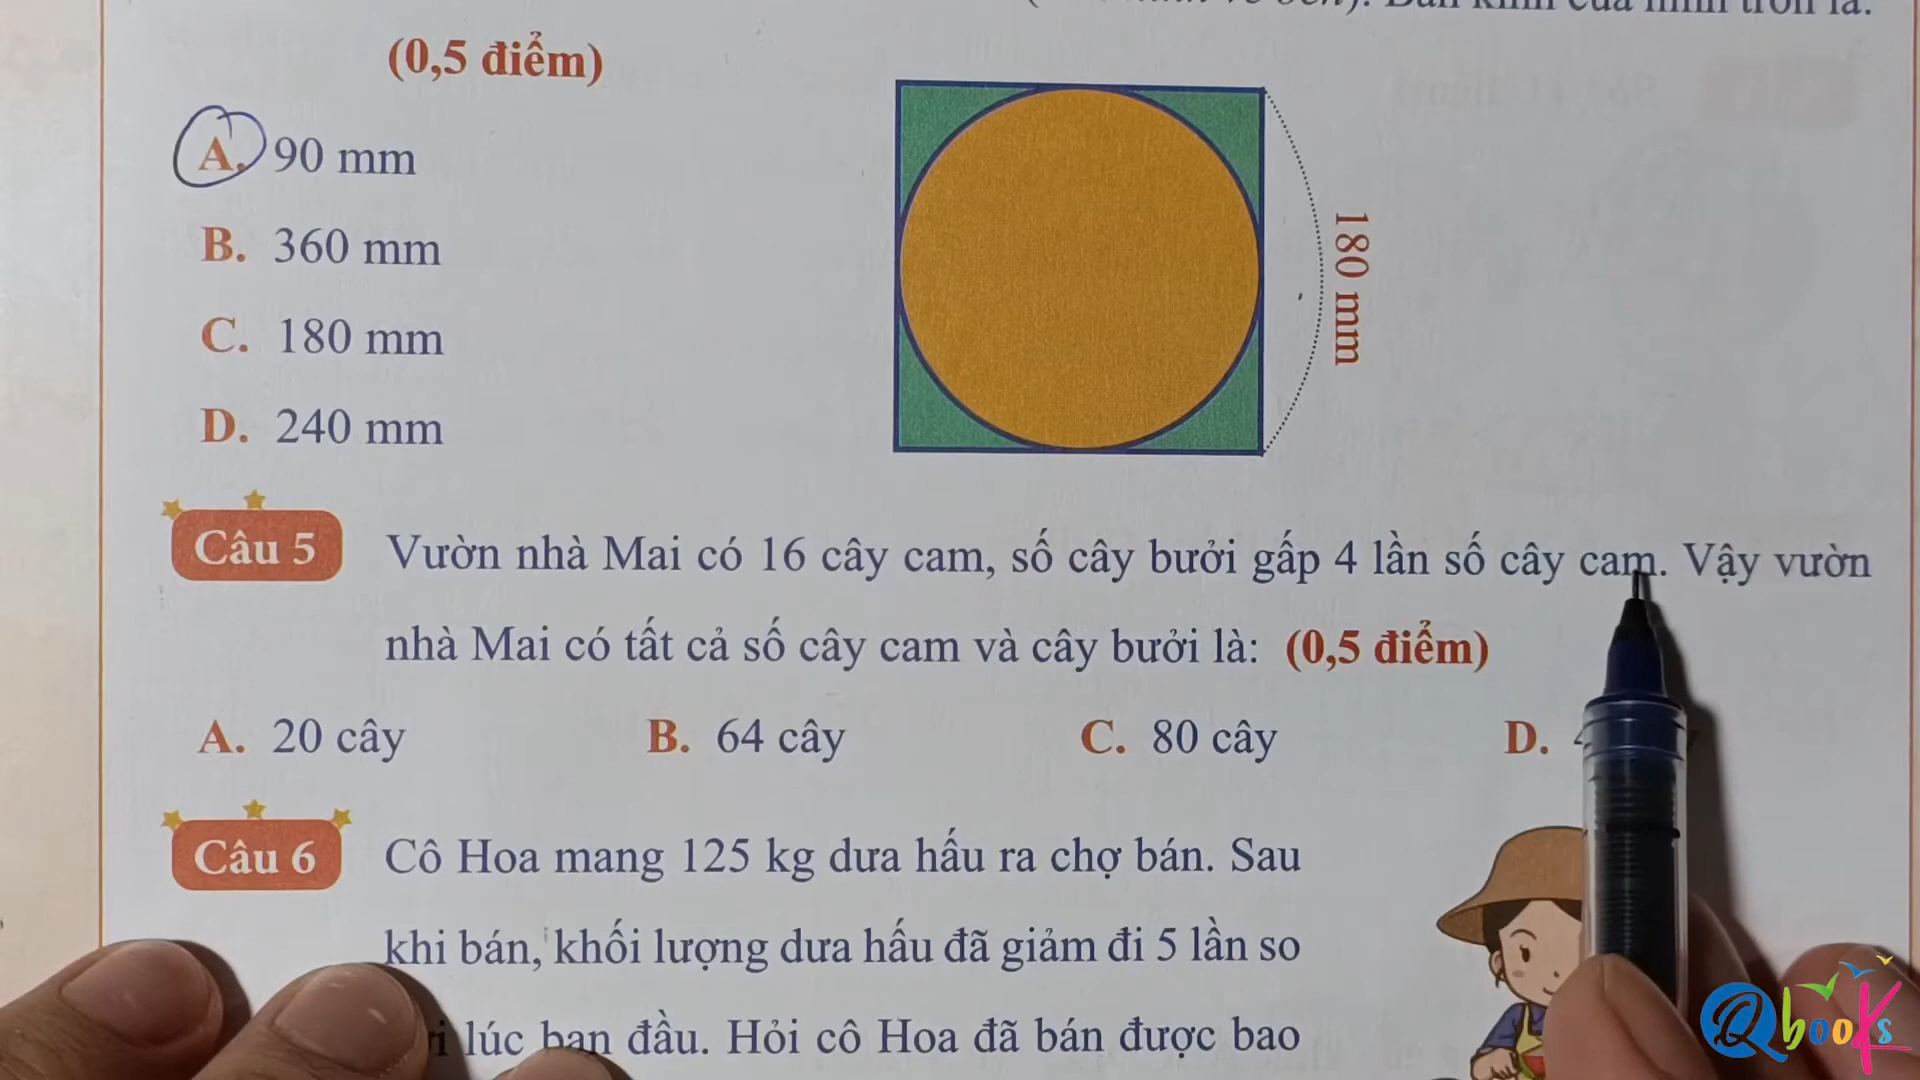 (0,5 điểm)
A. 90 mm
B. 360 mm
C. 180 mm
D. 240 mm
180 mm
Câu 5 Vườn nhà Mai có 16 cây cam, số cây bưởi gấp 4 lần số cây cam. Vậy vườn
nhà Mai có tất cả số cây cam và cây bưởi là: (0,5 điểm)
A. 20 cây B. 64 cây C. 80 cây D.
Câu 6 Cô Hoa mang 125 kg dưa hấu ra chợ bán. Sau
khi bán, khối lượng dưa hấu đã giảm đi 5 lần so
lúc ban đầu. Hỏi cô Hoa đã bán được bao
Qbooks